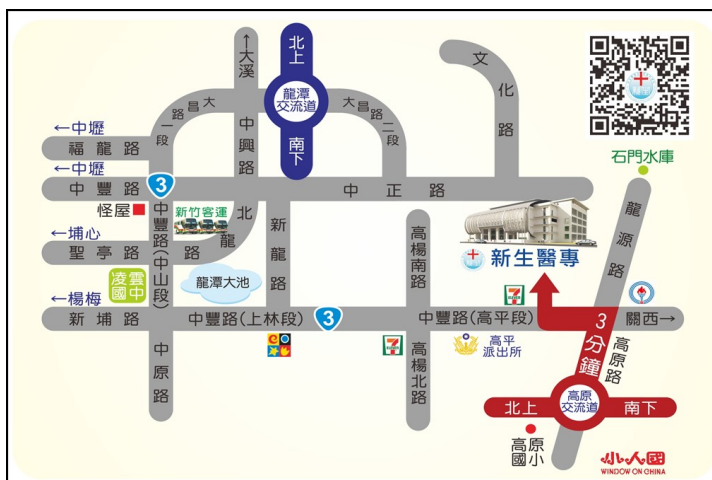 北上
龍潭
交流道
南下
←大溪
大昌路一段
大昌路二段
中興路
文化路
石門水庫
←中壢
福龍路
←中壢
中豐路
3
中正路
怪屋
新竹客運
中豐路(中山段)
北龍路
新龍路
←埔心
聖亭路
龍潭大池
凌雲
國中
高楊南路
新生醫專
龍源路
←楊梅
新埔路
中豐路(上林段)
3
7
ELEVEN
中豐路(高平段)
關西→
3分鐘
高原路
中原路
7
ELEVEN
高平
派出所
高楊北路
北上
高原
交流道
南下
高原
國小
小人國
WINDOW ON CHINA